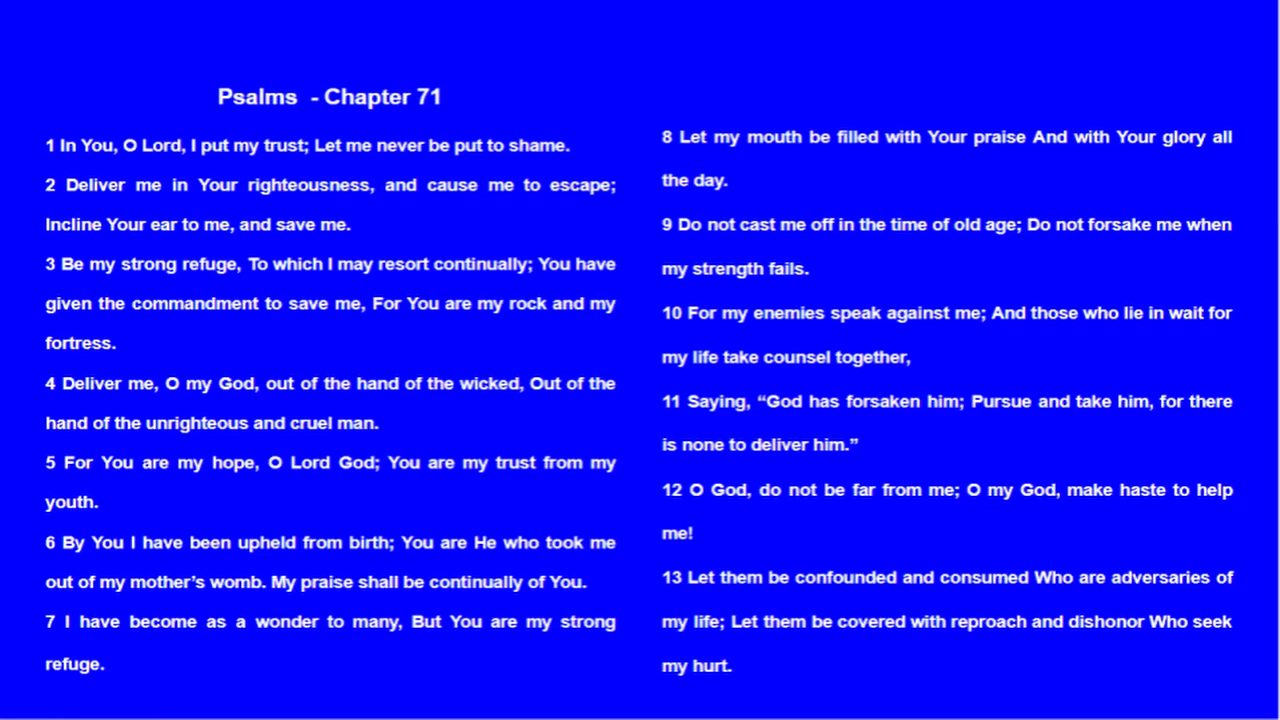 Psalms - Chapter 71
1 In You, O Lord, I put my trust; Let me never be put to shame.
2 Deliver me in Your righteousness, and cause me to escape;
Incline Your ear to me, and save me.
3 Be my strong refuge, To which I may resort continually; You have
given the commandment to save me, For You are my rock and my
fortress.
4 Deliver me, O my God, out of the hand of the wicked, Out of the
hand of the unrighteous and cruel man.
5 For You are my hope, O Lord God; You are my trust from my
youth.
6 By You I have been upheld from birth; You are He who took me
out of my mother’s womb. My praise shall be continually of You.
7 I have become as a wonder to many, But You are my strong
refuge.
8 Let my mouth be filled with Your praise And with Your glory all
the day.
9 Do not cast me off in the time of old age; Do not forsake me when
my strength fails.
10 For my enemies speak against me; And those who lie in wait for
my life take counsel together,
11 Saying, “God has forsaken him; Pursue and take him, for there
is none to deliver him.”
12 O God, do not be far from me; O my God, make haste to help
me!
13 Let them be confounded and consumed Who are adversaries of
my life; Let them be covered with reproach and dishonor Who seek
my hurt.